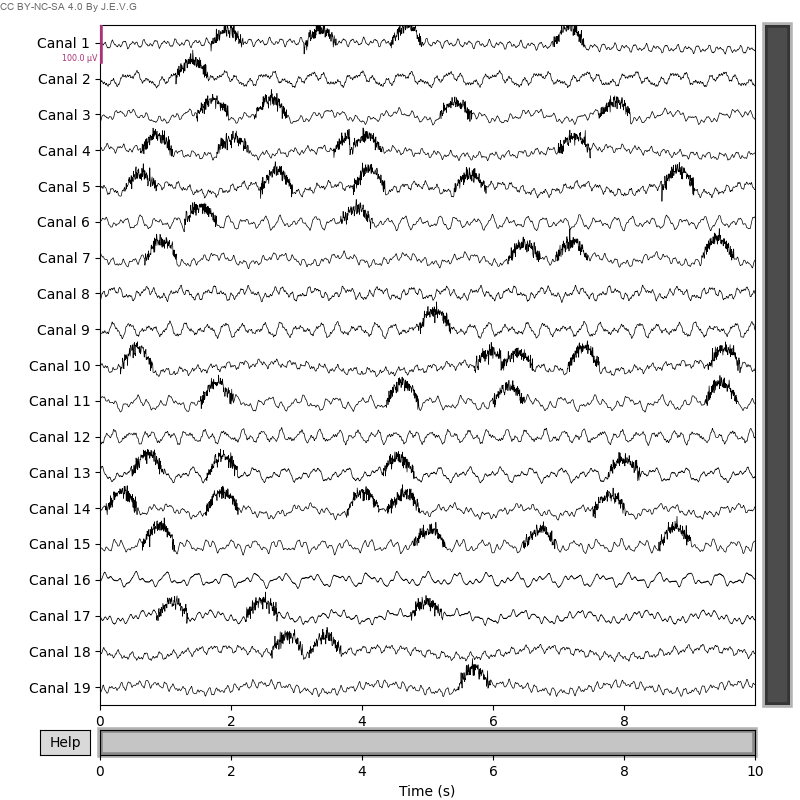 CC BY-NC-SA 4.0 By J.E.V.G
Canal 1
100.0 µV
Canal 2
Canal 3
Canal 4
Canal 5
Canal 6
Canal 7
Canal 8
Canal 9
Canal 10
Canal 11
Canal 12
Canal 13
Canal 14
Canal 15
Canal 16
Canal 17
Canal 18
Canal 19
0 2 4 6 8
Help
0 2 4 6 8 10
Time (s)